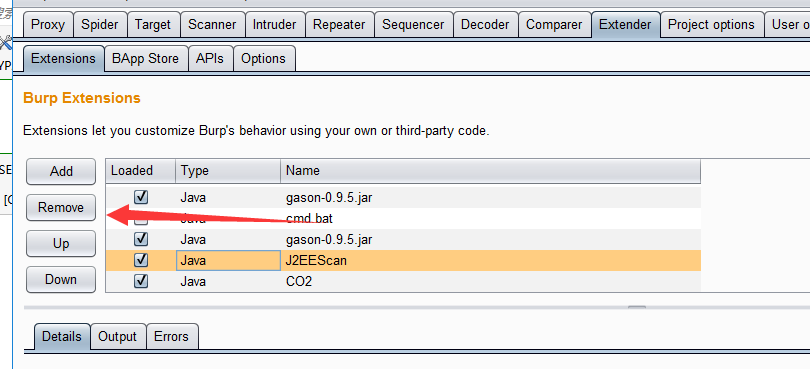 Proxy Spider Target Scanner Intruder Repeater Sequencer Decoder Comparer Extender Project options User o
YP
Extensions BApp Store APIs Options
Burp Extensions
Extensions let you customize Burp's behavior using your own or third-party code.
Add Loaded Type Name
SE
Java gason-0.9.5.jar
[C
Remove Java cmd.bat
Up Java gason-0.9.5.jar
Java J2EEScan
Down Java CO2
Details Output Errors